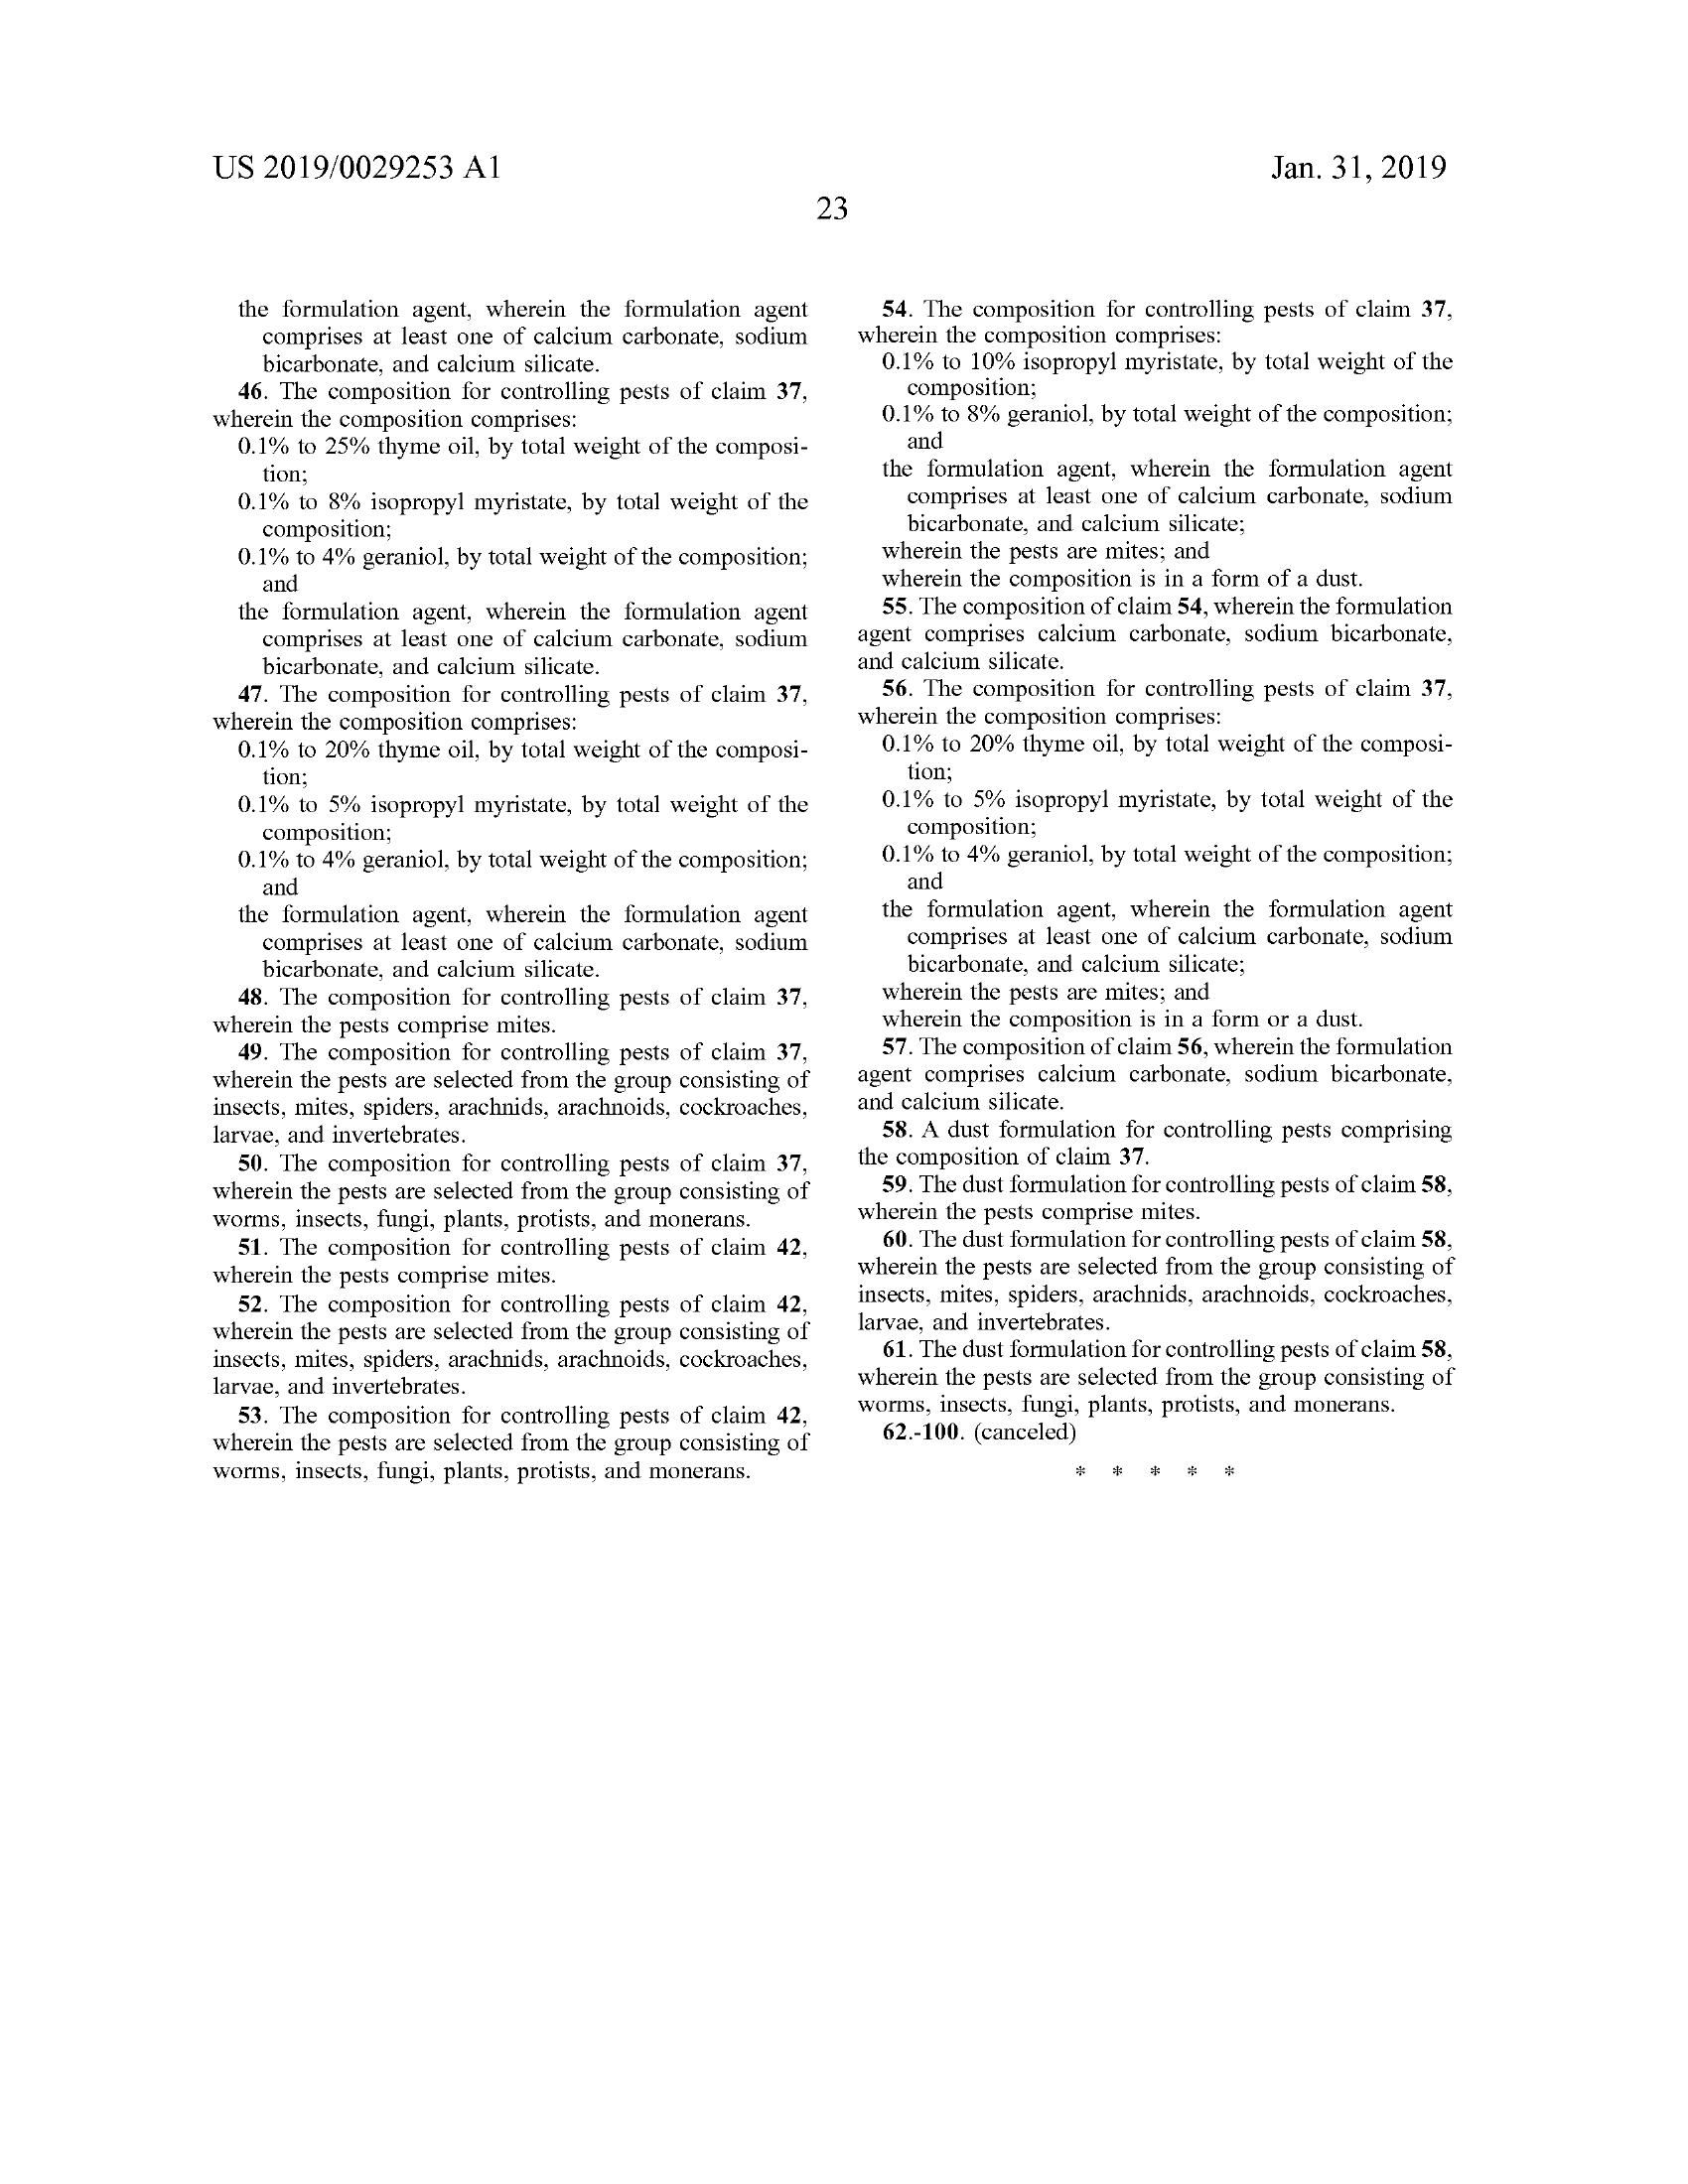 US 2019/0029253 A1
Jan. 31, 2019
23
the formulation agent, wherein the formulation agent
comprises at least one of calcium carbonate, sodium
bicarbonate, and calcium silicate.
46. The composition for controlling pests of claim 37,
wherein the composition comprises:
0.1% to 25% thyme oil, by total weight of the composi-
tion;
0.1% to 8% isopropyl myristate, by total weight of the
composition;
0.1% to 4% geraniol, by total weight of the composition;
and
the formulation agent, wherein the formulation agent
comprises at least one of calcium carbonate, sodium
bicarbonate, and calcium silicate.
47. The composition for controlling pests of claim 37,
wherein the composition comprises:
0.1% to 20% thyme oil, by total weight of the composi-
tion;
0.1% to 5% isopropyl myristate, by total weight of the
composition;
0.1% to 4% geraniol, by total weight of the composition;
and
the formulation agent, wherein the formulation agent
comprises at least one of calcium carbonate, sodium
bicarbonate, and calcium silicate.
48. The composition for controlling pests of claim 37,
wherein the pests comprise mites.
49. The composition for controlling pests of claim 37,
wherein the pests are selected from the group consisting of
insects, mites, spiders, arachnids, arachnoids, cockroaches,
larvae, and invertebrates.
50. The composition for controlling pests of claim 37,
wherein the pests are selected from the group consisting of
worms, insects, fungi, plants, protists, and monerans.
51. The composition for controlling pests of claim 42,
wherein the pests comprise mites.
52. The composition for controlling pests of claim 42,
wherein the pests are selected from the group consisting of
insects, mites, spiders, arachnids, arachnoids, cockroaches,
larvae, and invertebrates.
53. The composition for controlling pests of claim 42,
wherein the pests are selected from the group consisting of
worms, insects, fungi, plants, protists, and monerans.
54. The composition for controlling pests of claim 37,
wherein the composition comprises:
0.1% to 10% isopropyl myristate, by total weight of the
composition;
0.1% to 8% geraniol, by total weight of the composition;
and
the formulation agent, wherein the formulation agent
comprises at least one of calcium carbonate, sodium
bicarbonate, and calcium silicate;
wherein the pests are mites; and
wherein the composition is in a form of a dust.
55. The composition of claim 54, wherein the formulation
agent comprises calcium carbonate, sodium bicarbonate,
and calcium silicate.
56. The composition for controlling pests of claim 37,
wherein the composition comprises:
0.1% to 20% thyme oil, by total weight of the composi-
tion;
0.1% to 5% isopropyl myristate, by total weight of the
composition;
0.1% to 4% geraniol, by total weight of the composition;
and
the formulation agent, wherein the formulation agent
comprises at least one of calcium carbonate, sodium
bicarbonate, and calcium silicate;
wherein the pests are mites; and
wherein the composition is in a form or a dust.
57. The composition of claim 56, wherein the formulation
agent comprises calcium carbonate, sodium bicarbonate,
and calcium silicate.
58. A dust formulation for controlling pests comprising
the composition of claim 37.
59. The dust formulation for controlling pests of claim 58,
wherein the pests comprise mites.
60. The dust formulation for controlling pests of claim 58,
wherein the pests are selected from the group consisting of
insects, mites, spiders, arachnids, arachnoids, cockroaches,
larvae, and invertebrates.
61. The dust formulation for controlling pests of claim 58,
wherein the pests are selected from the group consisting of
worms, insects, fungi, plants, protists, and monerans.
62.-100. (canceled)
* * * * *